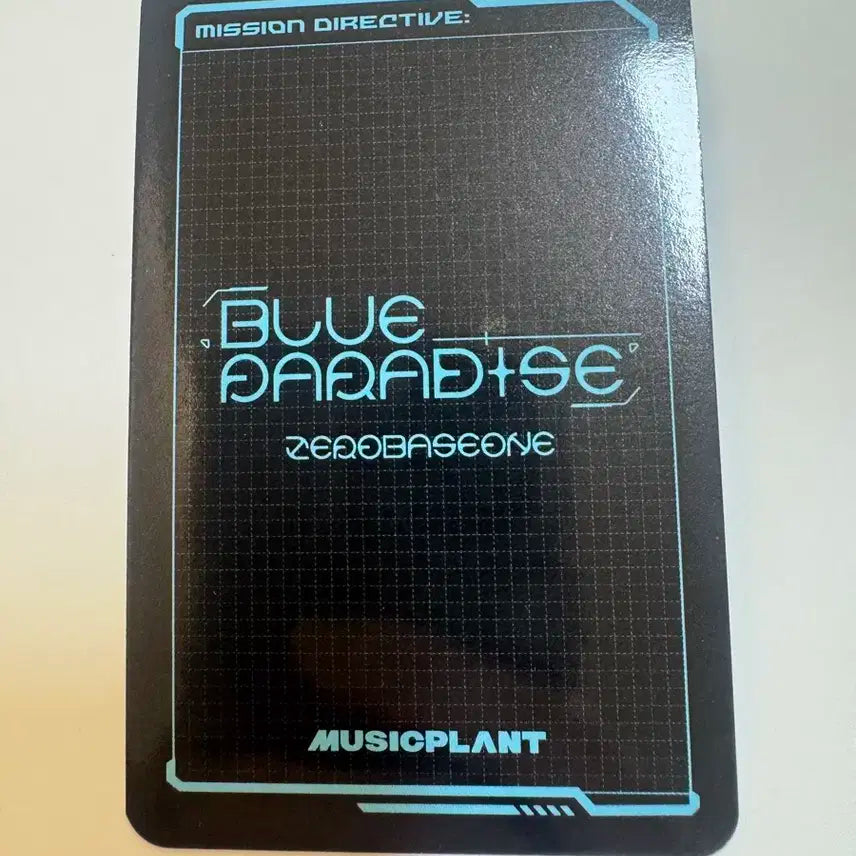 MISSION DIRECTIVE:
BLUE
PARADISE
ZEROBASEONE
MUSICPLANT